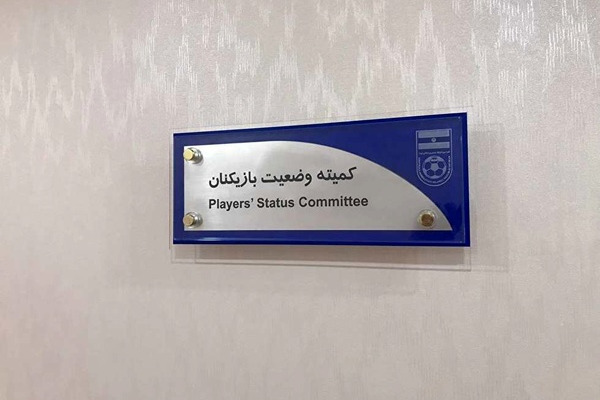 کمیته وضعیت بازیکنان
Players' Status Committee